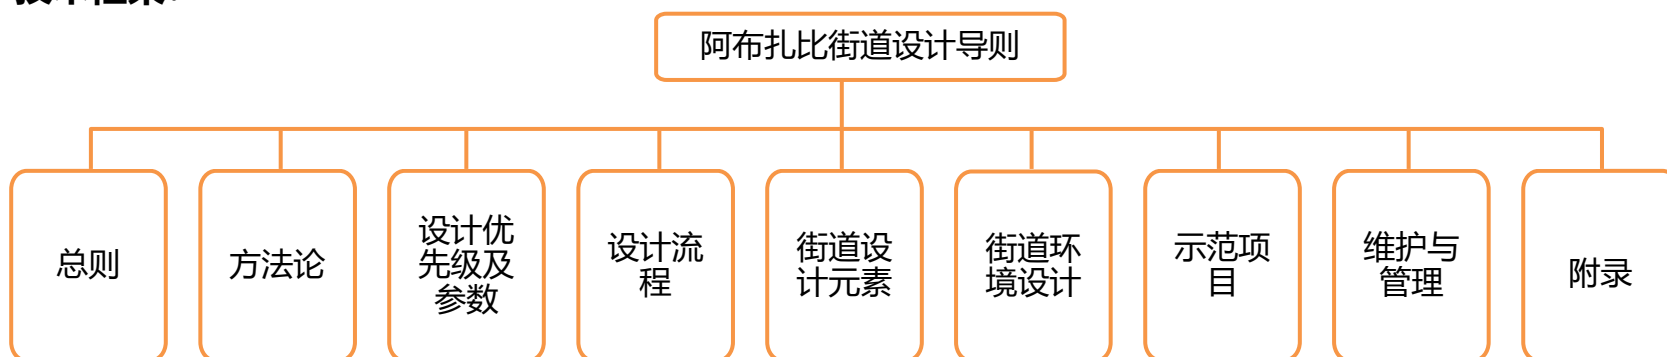 阿布扎比街道设计导则
总则
方法论
设计优
先级及
参数
设计流
程
街道设
计元素
街道环
境设计
示范项
目
维护与
管理
附录